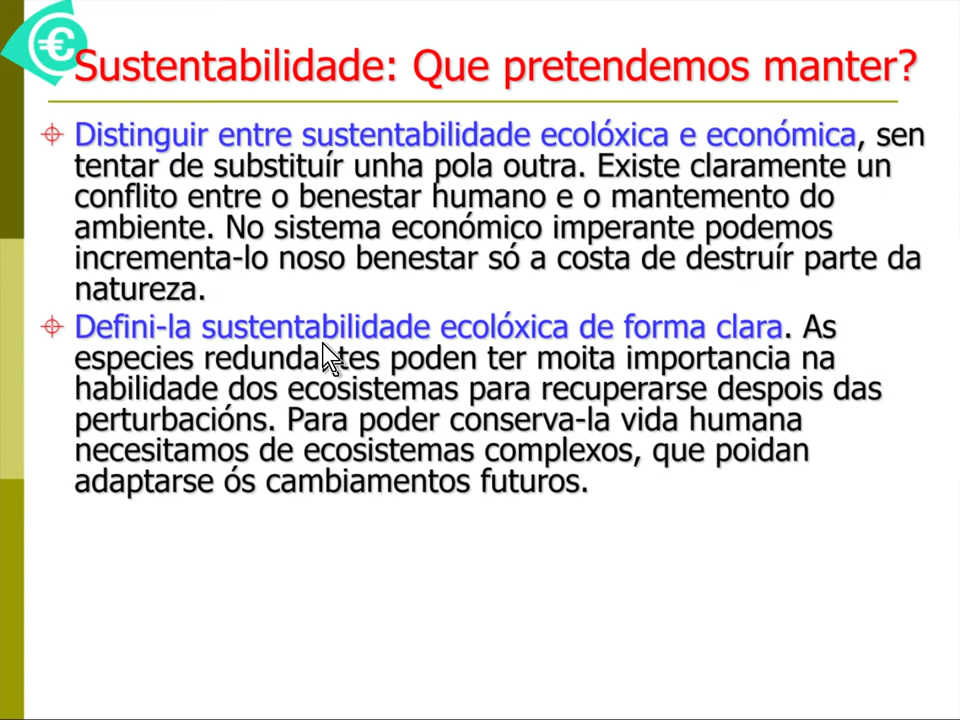 Sustentabilidade: Que pretendemos manter?
Distinguir entre sustentabilidade ecolóxica e económica, sen
tentar de substituír unha pola outra. Existe claramente un
conflito entre o benestar humano e o mantemento do
ambiente. No sistema económico imperante podemos
incrementa-lo noso benestar só a costa de destruír parte da
natureza.
Defini-la sustentabilidade ecolóxica de forma clara. As
especies redundantes poden ter moita importancia na
habilidade dos ecosistemas para recuperarse despois das
perturbacións. Para poder conserva-la vida humana
necesitamos de ecosistemas complexos, que poidan
adaptarse ós cambiamentos futuros.